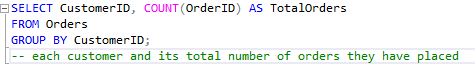 SELECT CustomerID, COUNT(OrderID) AS TotalOrders
FROM Orders
GROUP BY CustomerID;
-- each customer and its total number of orders they have placed